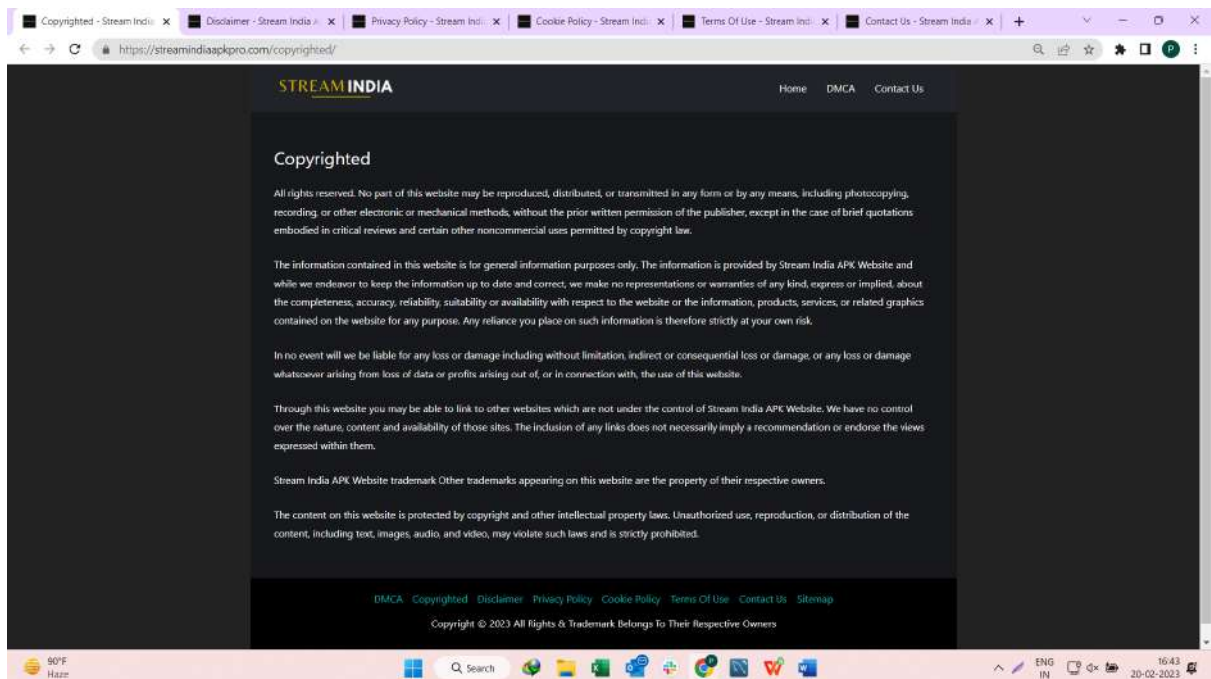 Copyrighted - Stream India
Disclaimer - Stream India A
Privacy Policy - Stream Indi
Cookie Policy - Stream Indi
Terms Of Use - Stream Indi
Contact Us - Stream India A
https://streamindiaapkpro.com/copyrighted/
P
STREAM INDIA
Home DMCA Contact Us
Copyrighted
All rights reserved. No part of this website may be reproduced, distributed, or transmitted in any form or by any means, including photocopying,
recording, or other electronic or mechanical methods, without the prior written permission of the publisher, except in the case of brief quotations
embodied in critical reviews and certain other noncommercial uses permitted by copyright law.
The information contained in this website is for general information purposes only. The information is provided by Stream India APK Website and
while we endeavor to keep the information up to date and correct, we make no representations or warranties of any kind, express or implied, about
the completeness, accuracy, reliability, suitability or availability with respect to the website or the information, products, services, or related graphics
contained on the website for any purpose. Any reliance you place on such information is therefore strictly at your own risk.
In no event will we be liable for any loss or damage including without limitation, indirect or consequential loss or damage, or any loss or damage
whatsoever arising from loss of data or profits arising out of, or in connection with, the use of this website.
Through this website you may be able to link to other websites which are not under the control of Stream India APK Website. We have no control
over the nature, content and availability of those sites. The inclusion of any links does not necessarily imply a recommendation or endorse the views
expressed within them.
Stream India APK Website trademark Other trademarks appearing on this website are the property of their respective owners.
The content on this website is protected by copyright and other intellectual property laws. Unauthorized use, reproduction, or distribution of the
content, including text, images, audio, and video, may violate such laws and is strictly prohibited.
DMCA Copyrighted Disclaimer Privacy Policy Cookie Policy Terms Of Use Contact Us Sitemap
Copyright © 2023 All Rights & Trademark Belongs To Their Respective Owners
90°F
Haze
Search
ENG
IN
16:43
20-02-2023